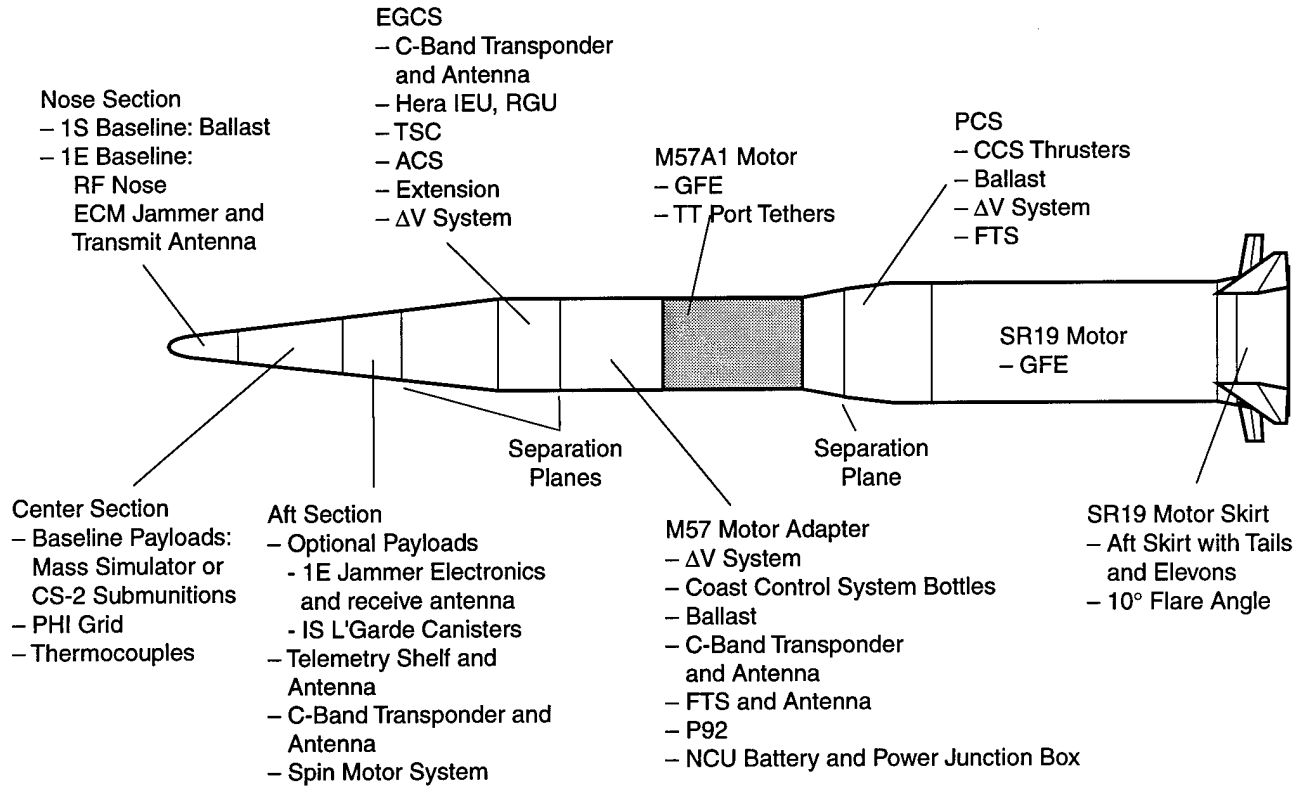 EGCS
– C-Band Transponder
and Antenna
– Hera IEU, RGU
– TSC
– ACS
– Extension
– ΔV System
Nose Section
– 1S Baseline: Ballast
– 1E Baseline:
RF Nose
ECM Jammer and
Transmit Antenna
M57A1 Motor
– GFE
– TT Port Tethers
PCS
– CCS Thrusters
– Ballast
– ΔV System
– FTS
SR19 Motor
– GFE
Separation
Planes
Separation
Plane
Center Section
– Baseline Payloads:
Mass Simulator or
CS-2 Submunitions
– PHI Grid
– Thermocouples
Aft Section
– Optional Payloads
- 1E Jammer Electronics
and receive antenna
- IS L'Garde Canisters
– Telemetry Shelf and
Antenna
– C-Band Transponder and
Antenna
– Spin Motor System
M57 Motor Adapter
– ΔV System
– Coast Control System Bottles
– Ballast
– C-Band Transponder
and Antenna
– FTS and Antenna
– P92
– NCU Battery and Power Junction Box
SR19 Motor Skirt
– Aft Skirt with Tails
and Elevons
– 10° Flare Angle